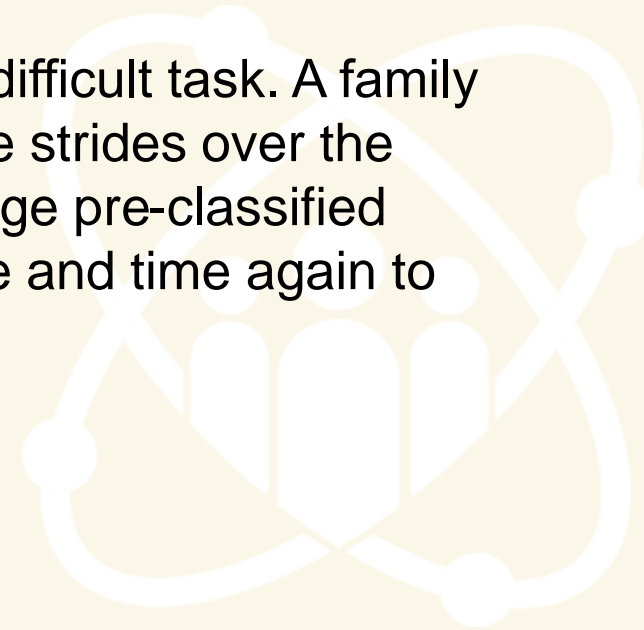 difficult task. A family
e strides over the
ge pre-classified
e and time again to